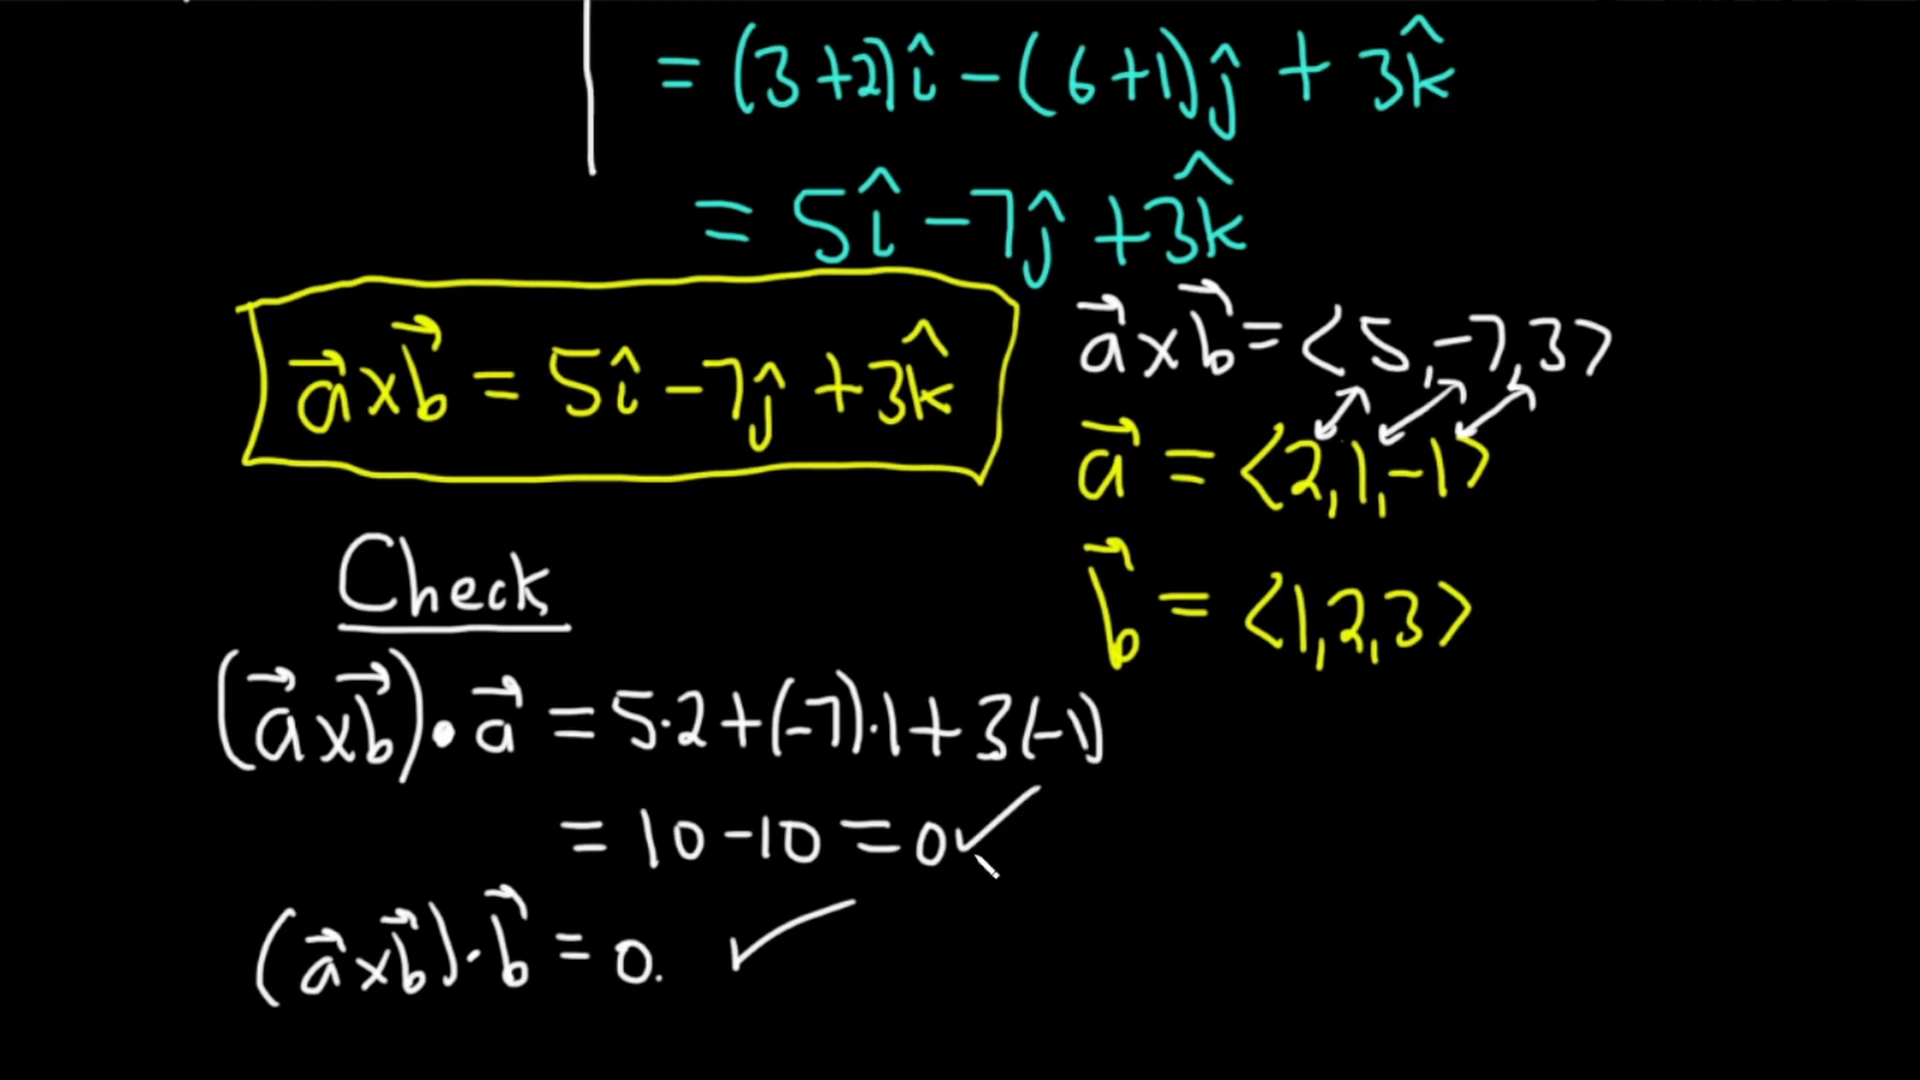 = (3+2)î − (6+1)ĵ + 3k̂
= 5î − 7ĵ + 3k̂
a⃗ x b⃗ = 5î − 7ĵ + 3k̂
a⃗ x b⃗ = <5, −7, 3>
a⃗ = <2, 1, −1>
b⃗ = <1, 2, 3>
Check
(a⃗ x b⃗) • a⃗ = 5·2 + (−7)·1 + 3(−1)
= 10 − 10 = 0 ✓
(a⃗ x b⃗) · b⃗ = 0. ✓